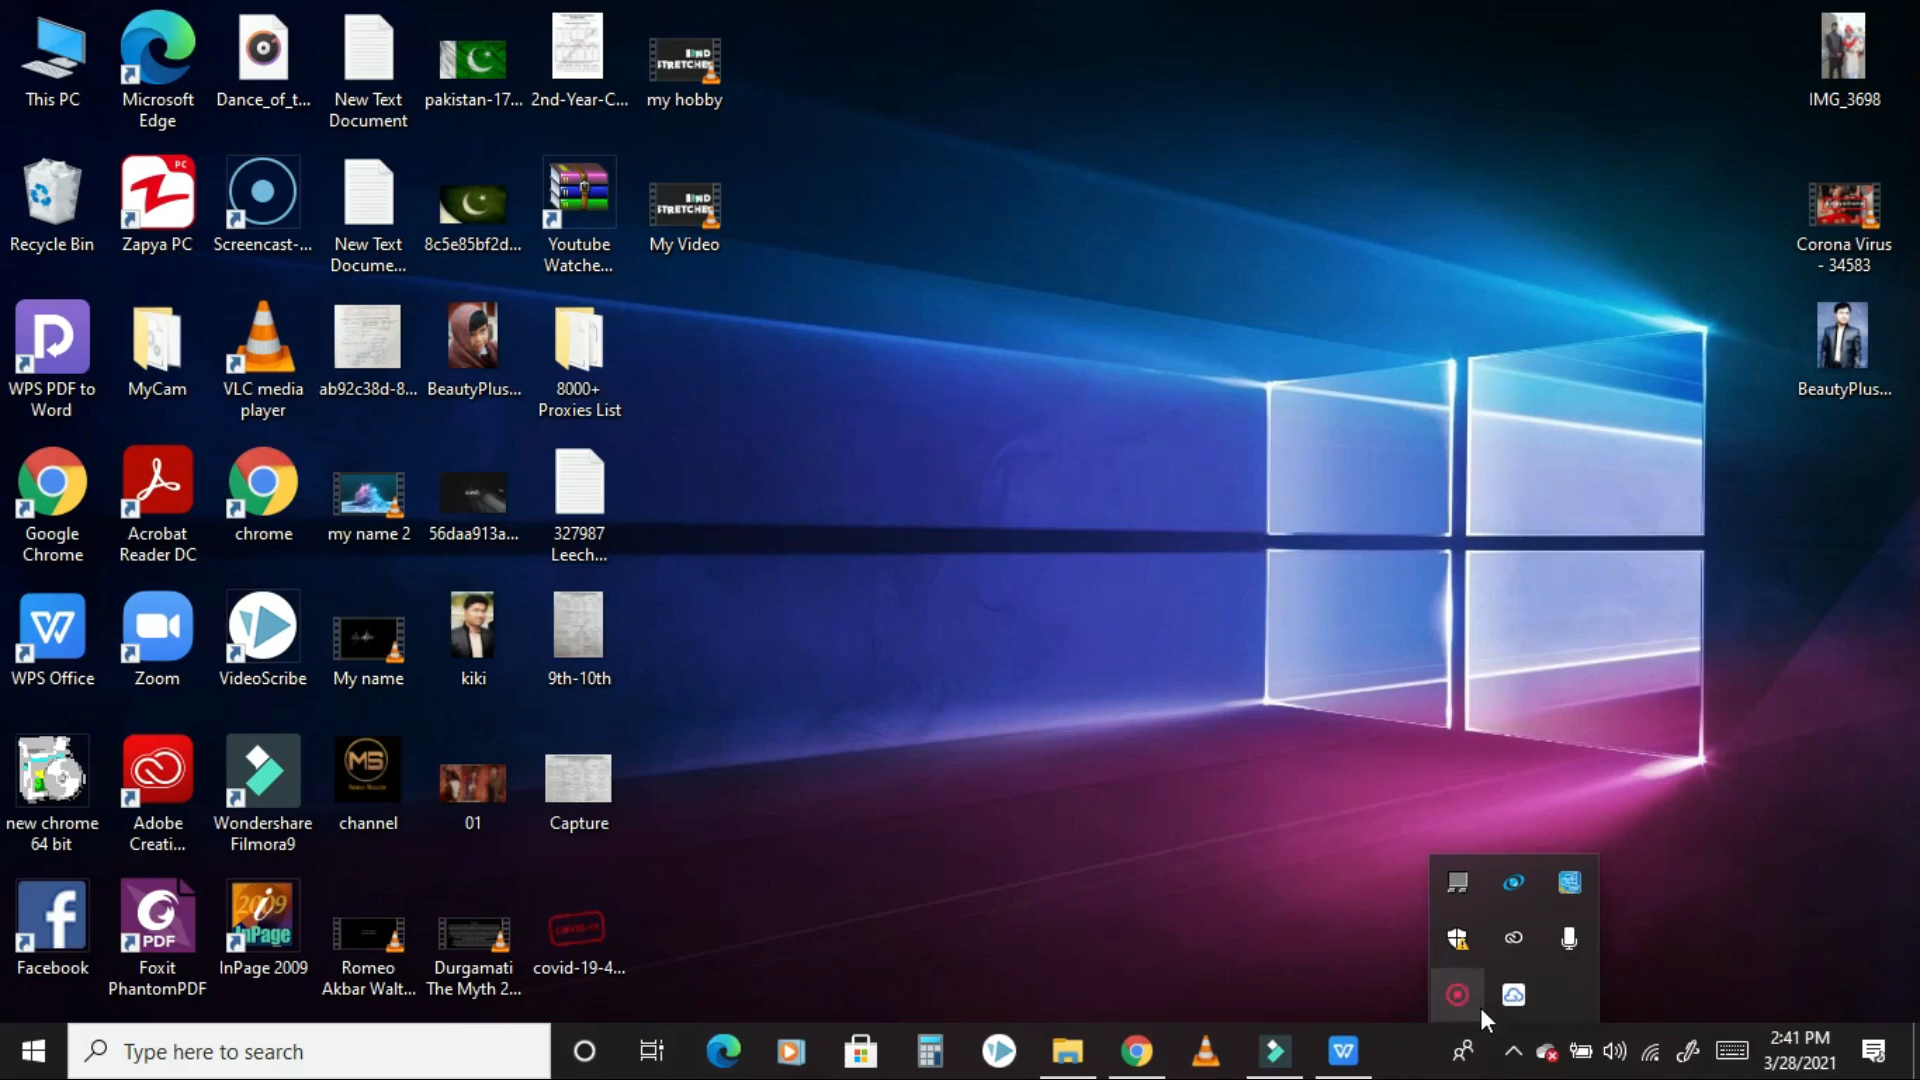 This PC
Microsoft
Edge
Dance_of_t...
New Text
Document
pakistan-17...
2nd-Year-C...
my hobby
IMG_3698
Recycle Bin
Zapya PC
Screencast-...
New Text
Docume...
8c5e85bf2d...
Youtube
Watche...
My Video
Corona Virus
- 34583
WPS PDF to
Word
MyCam
VLC media
player
ab92c38d-8...
BeautyPlus...
8000+
Proxies List
BeautyPlus...
Google
Chrome
Acrobat
Reader DC
chrome
my name 2
56daa913a...
327987
Leech...
WPS Office
Zoom
VideoScribe
My name
kiki
9th-10th
new chrome
64 bit
Adobe
Creati...
Wondershare
Filmora9
channel
01
Capture
Facebook
Foxit
PhantomPDF
InPage 2009
Romeo
Akbar Walt...
Durgamati
The Myth 2...
covid-19-4...
Type here to search
2:41 PM
3/28/2021